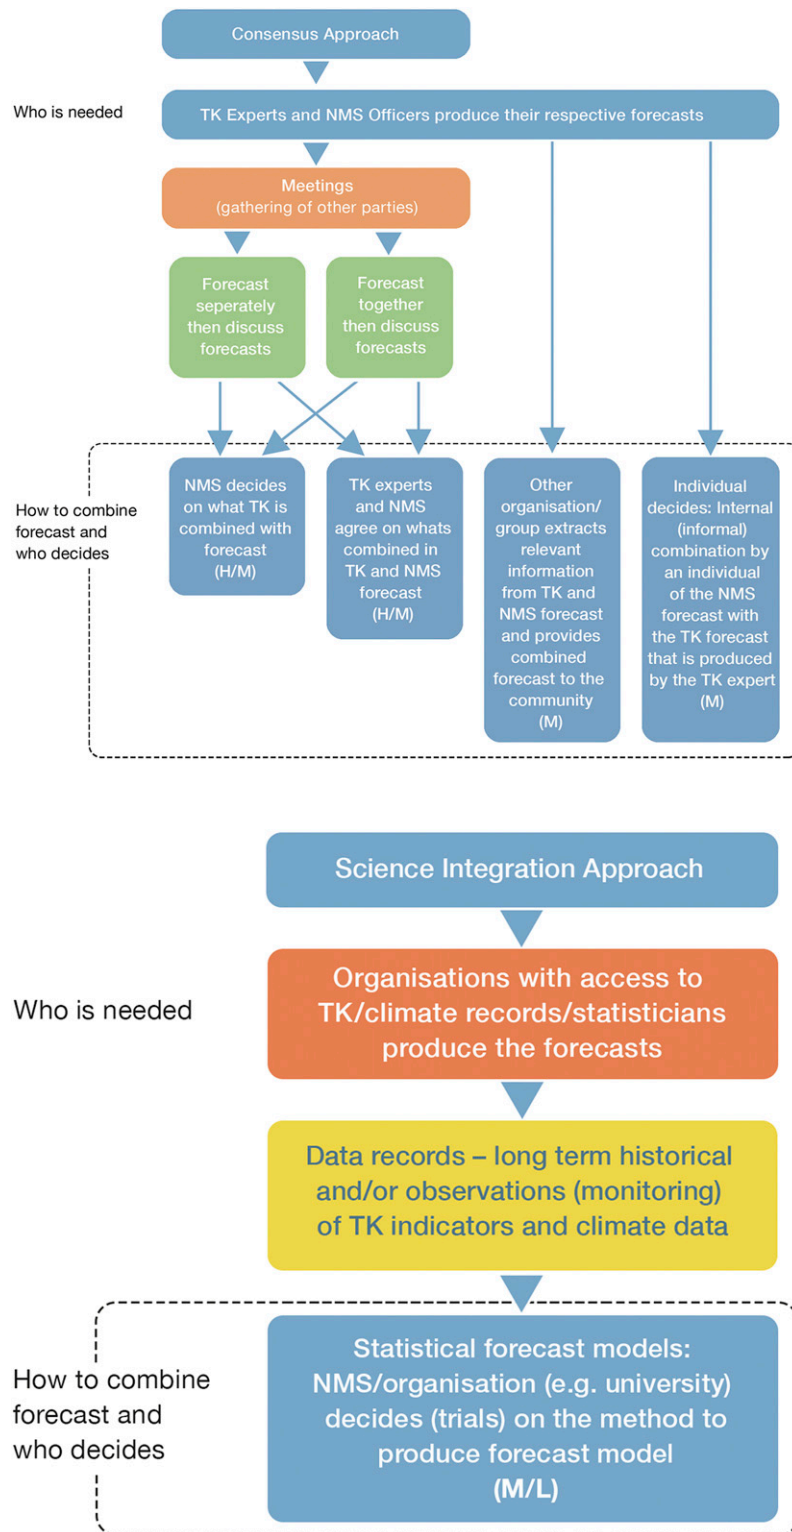 Consensus Approach
Who is needed
TK Experts and NMS Officers produce their respective forecasts
Meetings
(gathering of other parties)
Forecast
seperately
then discuss
forecasts
Forecast
together
then discuss
forecasts
How to combine
forecast and
who decides
NMS decides
on what TK is
combined with
forecast
(H/M)
TK experts
and NMS
agree on whats
combined in
TK and NMS
forecast
(H/M)
Other
organisation/
group extracts
relevant
information
from TK and
NMS forecast
and provides
combined
forecast to the
community
(M)
Individual
decides: Internal
(informal)
combination by
an individual
of the NMS
forecast with
the TK forecast
that is produced
by the TK expert
(M)
Science Integration Approach
Who is needed
Organisations with access to
TK/climate records/statisticians
produce the forecasts
Data records – long term historical
and/or observations (monitoring)
of TK indicators and climate data
How to combine
forecast and
who decides
Statistical forecast models:
NMS/organisation (e.g. university)
decides (trials) on the method to
produce forecast model
(M/L)